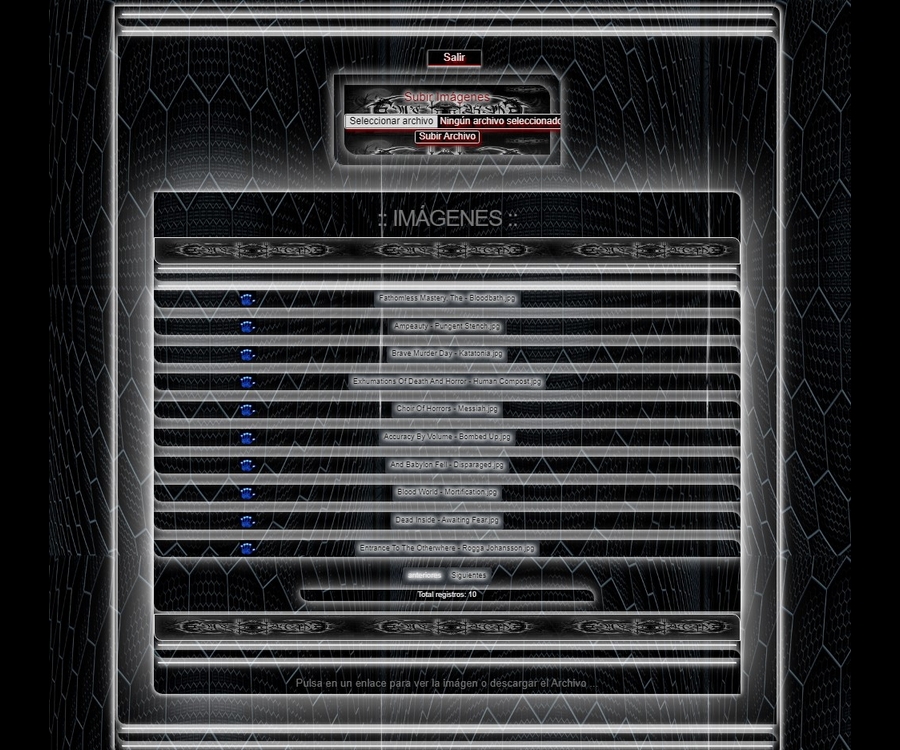 Salir
Subir Imágenes
Seleccionar archivo Ningún archivo seleccionado
Subir Archivo
:: IMÁGENES ::
Fathomless Mastery, The - Bloodbath.jpg
Ampeauty - Pungent Stench.jpg
Brave Murder Day - Katatonia.jpg
Exhumations Of Death And Horror - Human Compost.jpg
Choir Of Horrors - Messiah.jpg
Accuracy By Volume - Bombed Up.jpg
And Babylon Fell - Disparaged.jpg
Blood World - Mortification.jpg
Dead Inside - Awaiting Fear.jpg
Entrance To The Otherwhere - Rogga Johansson.jpg
anteriores Siguientes
Total registros: 10
Pulsa en un enlace para ver la imágen o descargar el Archivo ...